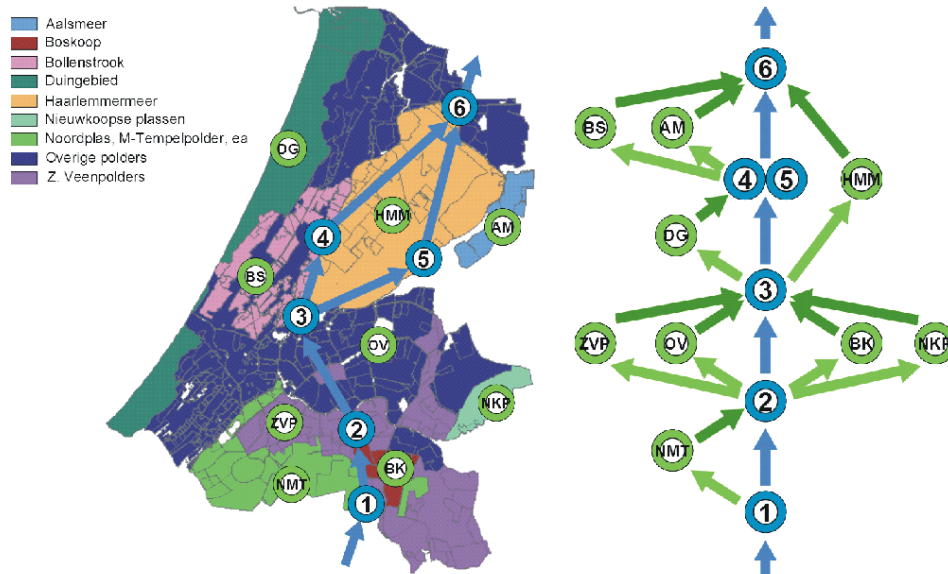 Aalsmeer
Boskoop
Bollenstrook
Duingebied
Haarlemmermeer
Nieuwkoopse plassen
Noordplas, M-Tempelpolder, ea
Overige polders
Z. Veenpolders
6
DG
HMM
AM
4
5
BS
3
OV
NKP
ZVP
2
BK
NMT
1
6
BS
AM
4
5
HMM
DG
3
ZVP
OV
BK
NKP
2
NMT
1